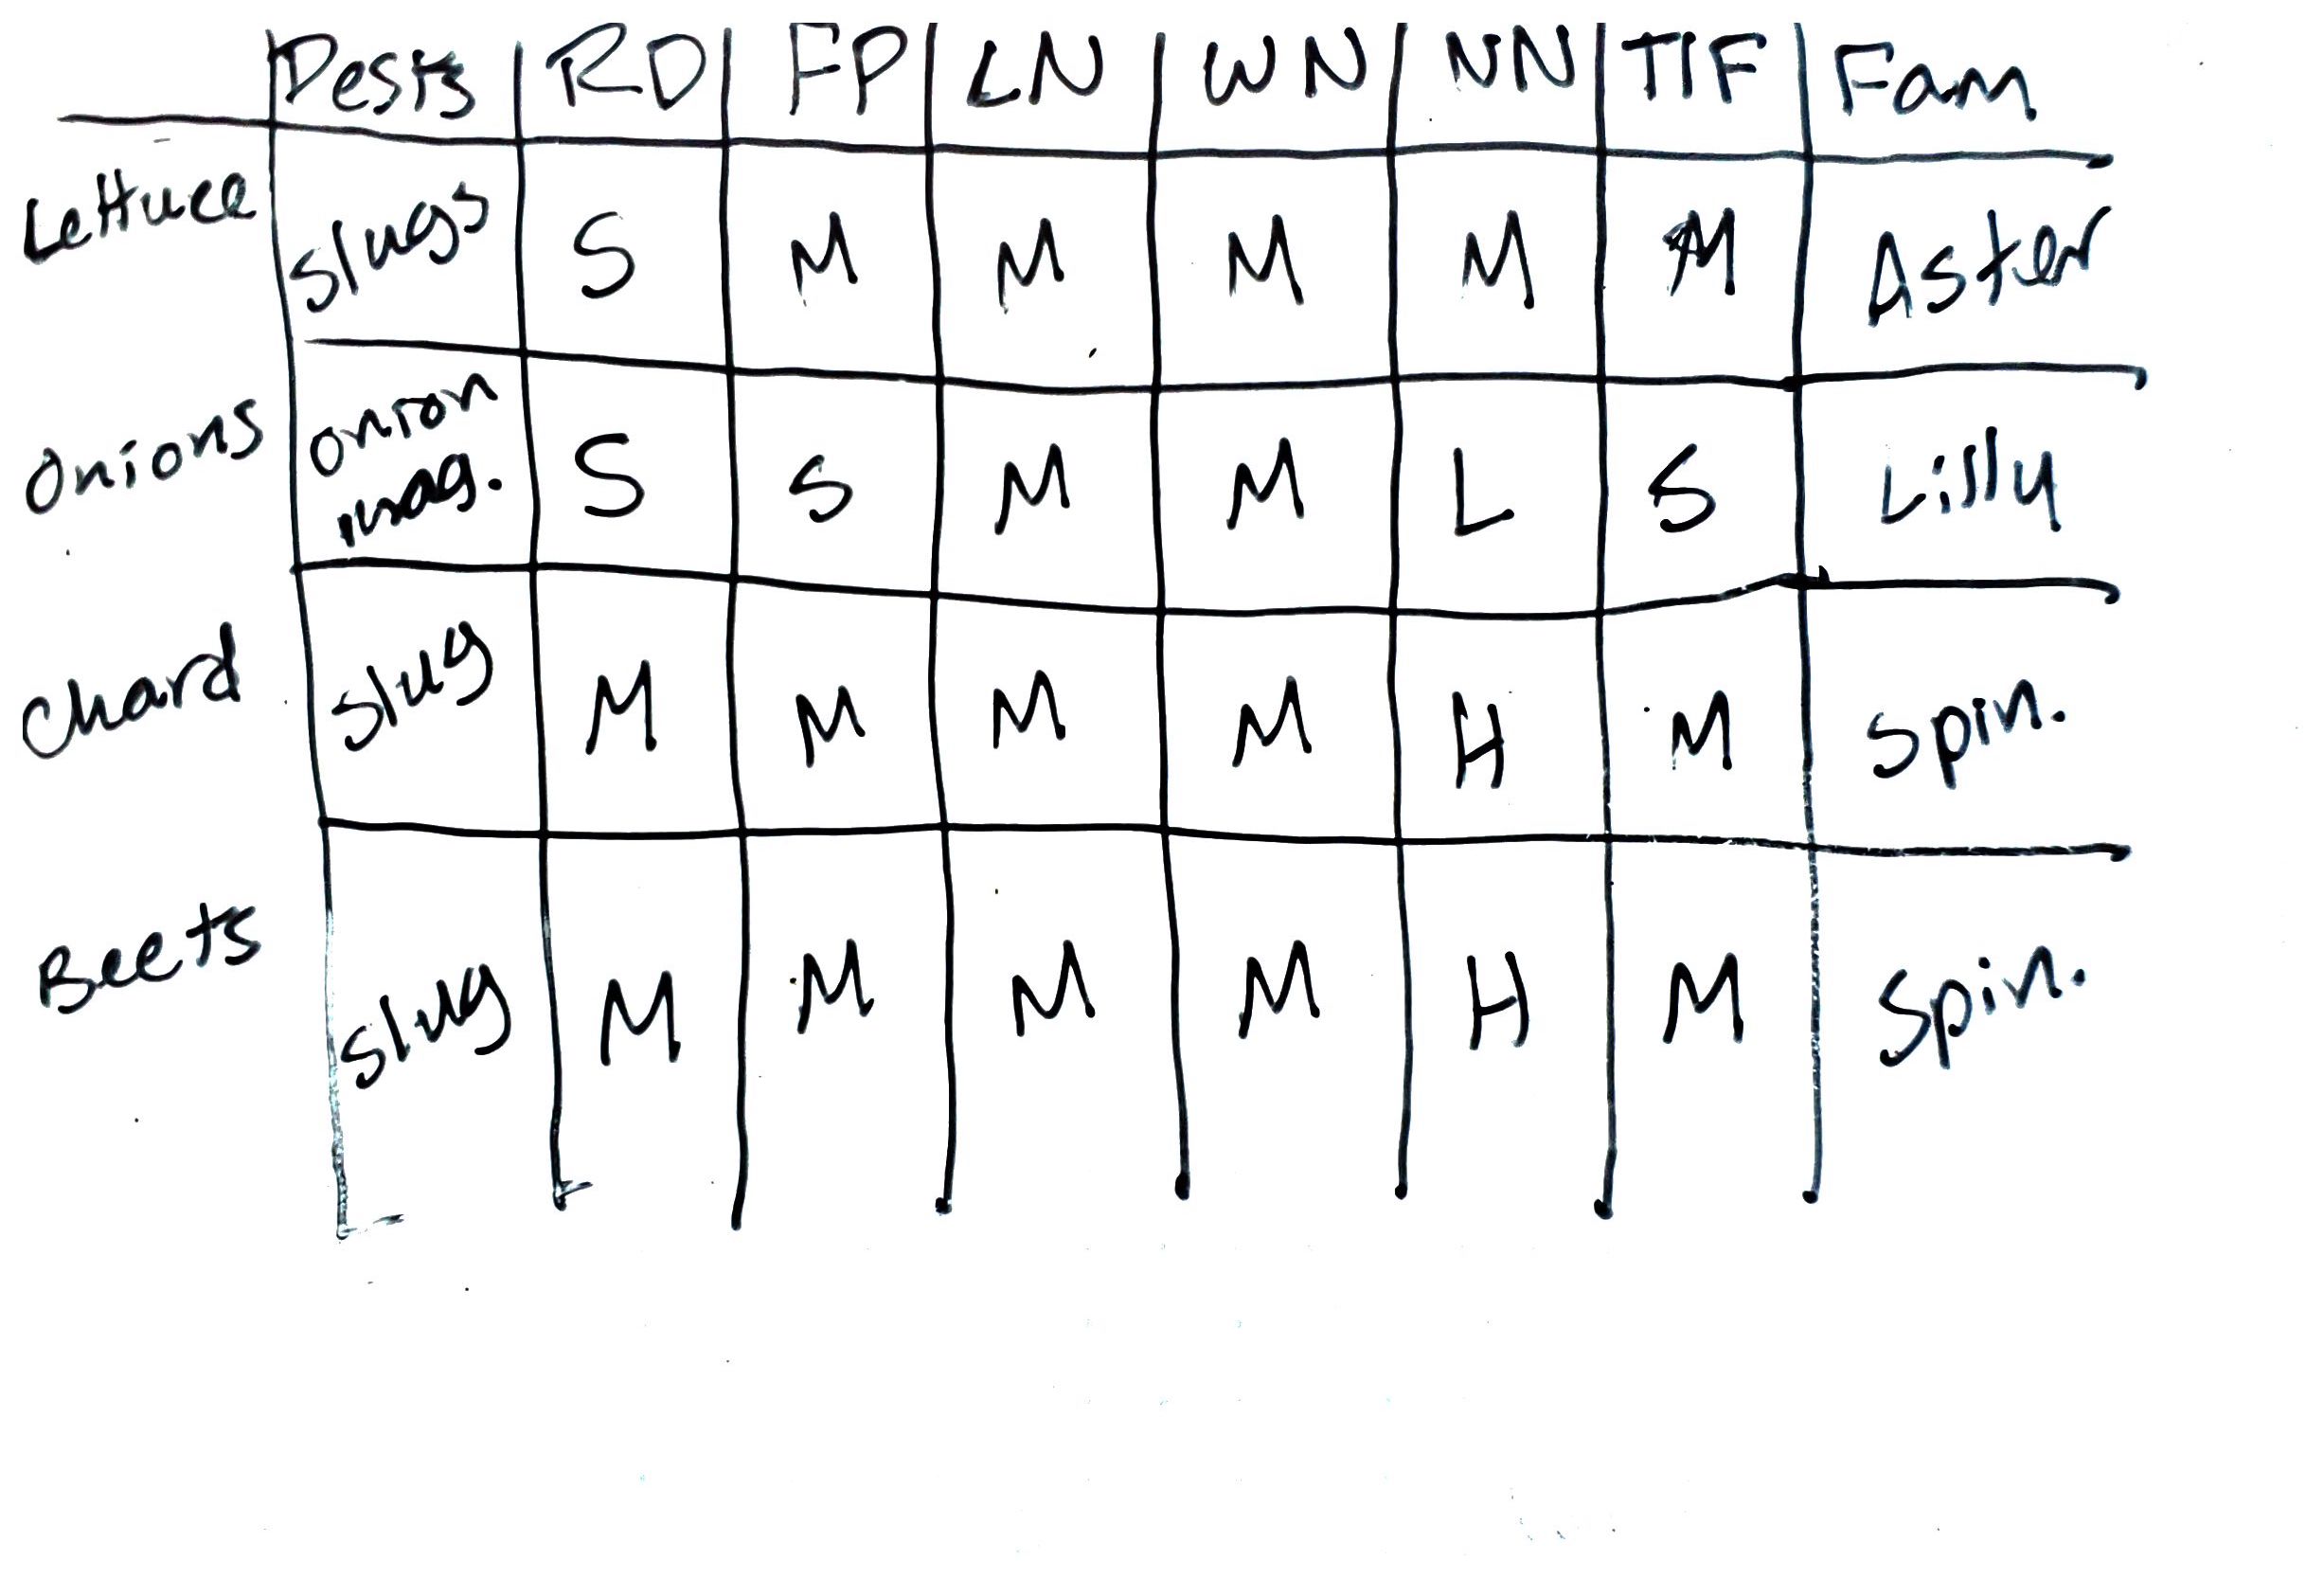 Pests RD FP LN WN NN TIF Fam
Lettuce Slugs S M M M M M Aster
Onions onion mag. S S M M L S Lilly
Chard Slug M M M M H M Spin.
Beets Slug M M M M H M Spin.